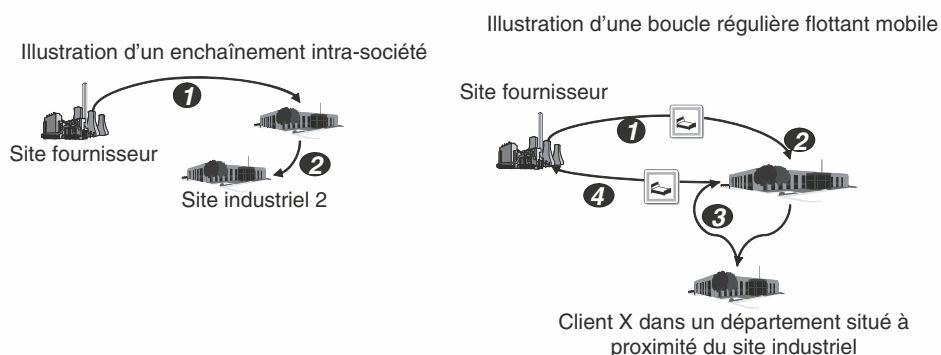 Illustration d'un enchaînement intra-société
1
Site fournisseur
2
Site industriel 2
Illustration d'une boucle régulière flottant mobile
Site fournisseur
1
2
4
3
Client X dans un département situé à
proximité du site industriel